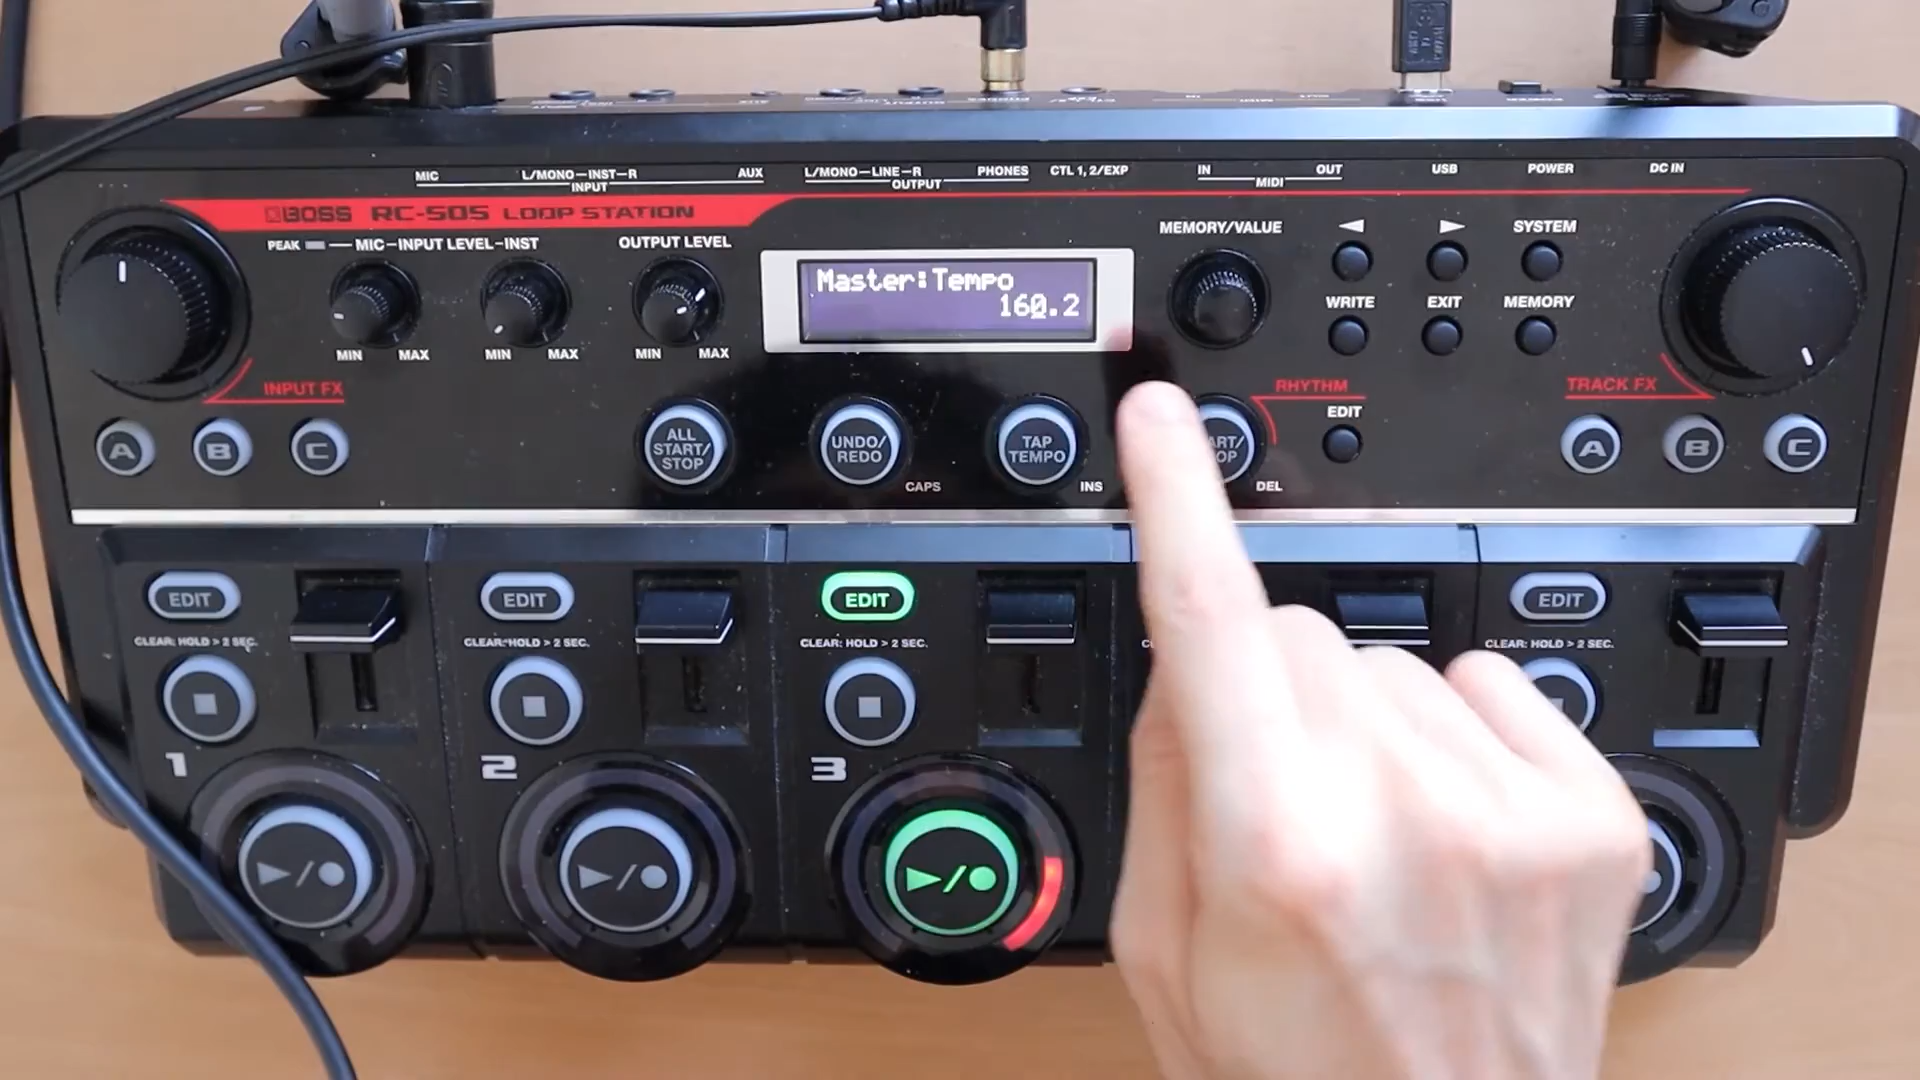 MIC
L/MONO—INST—R
AUX
INPUT
L/MONO—LINE—R
PHONES
OUTPUT
CTL 1, 2/EXP
IN
OUT
MIDI
USB
POWER
DC IN
BOSS RC-505 LOOP STATION
PEAK
MIC—INPUT LEVEL—INST
OUTPUT LEVEL
MEMORY/VALUE
SYSTEM
Master:Tempo
160.2
WRITE
EXIT
MEMORY
MIN
MAX
MIN
MAX
MIN
MAX
INPUT FX
RHYTHM
EDIT
TRACK FX
A
B
C
ALL
START/
STOP
UNDO/
REDO
CAPS
TAP
TEMPO
INS
DEL
A
B
C
EDIT
EDIT
EDIT
EDIT
CLEAR: HOLD > 2 SEC.
CLEAR: HOLD > 2 SEC.
CLEAR: HOLD > 2 SEC.
CLEAR: HOLD > 2 SEC.
1
2
3